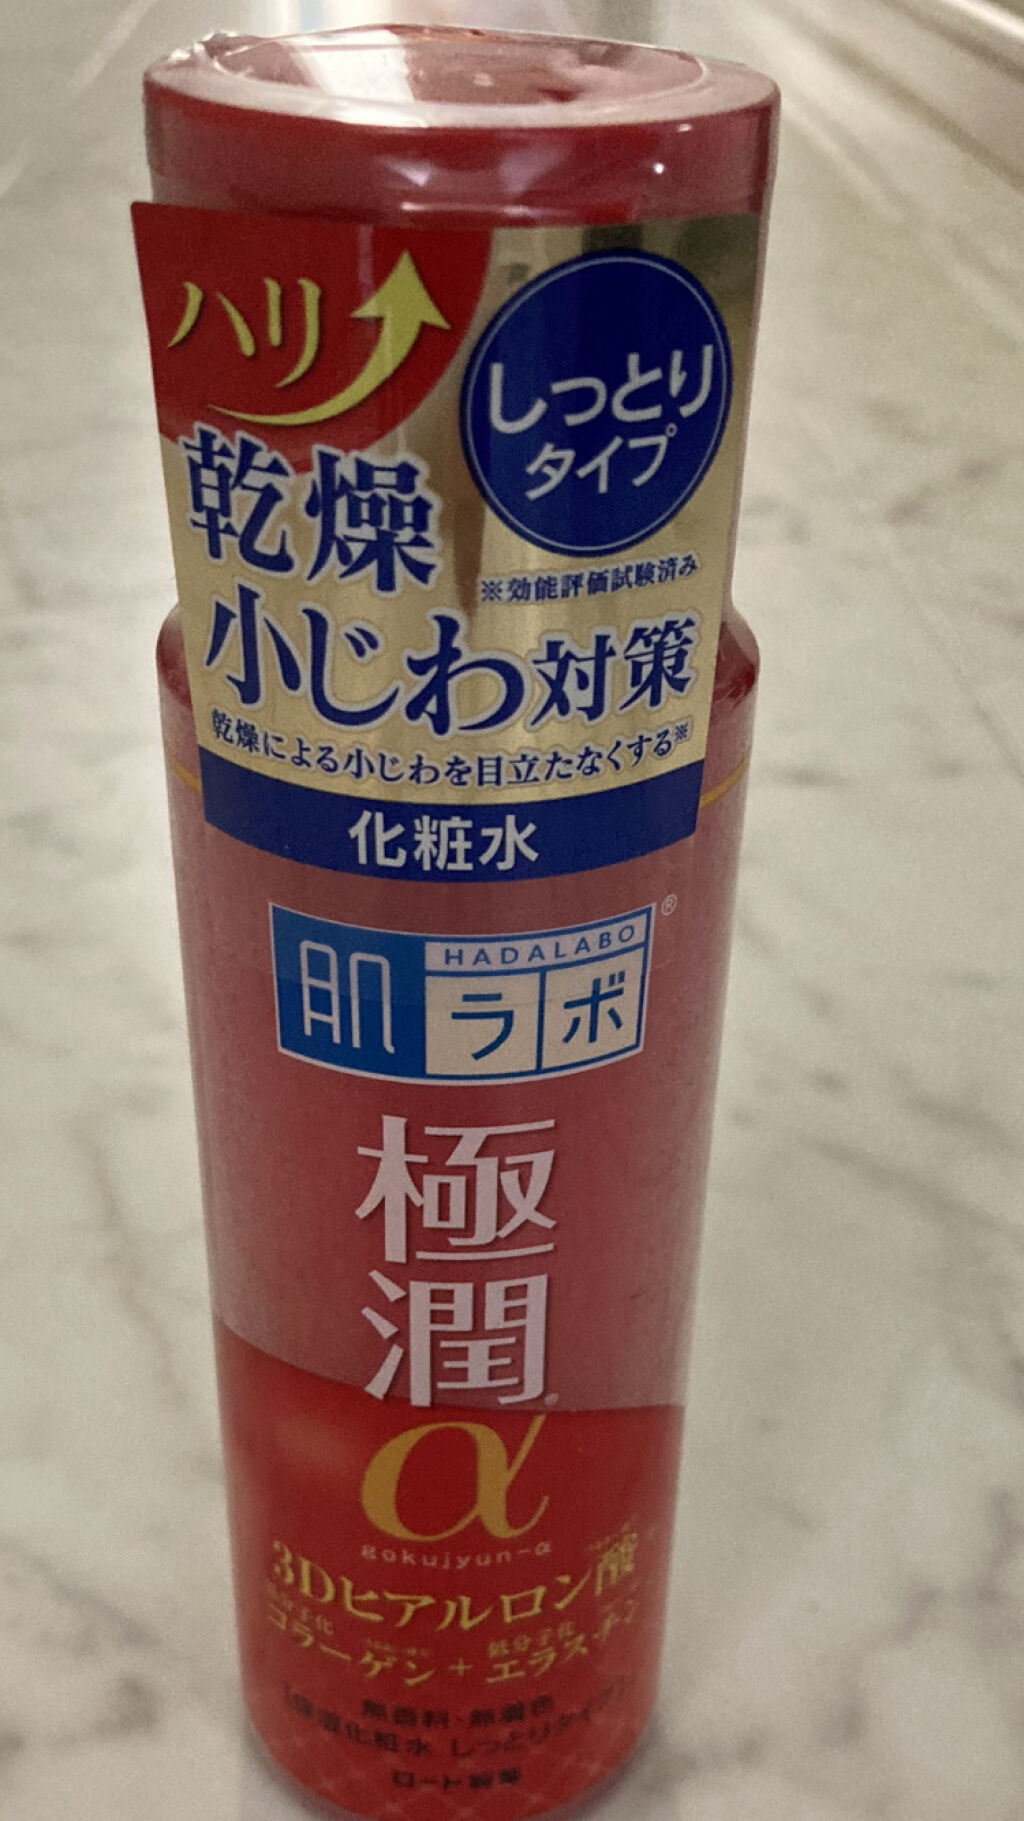 ハリ
しっとり
タイプ
乾燥
※効能評価試験済み
小じわ対策
乾燥による小じわを目立たなくする※
化粧水
肌ラボ
HADALABO
®
極
潤
α
gokujyun-α
3Dヒアルロン酸
低分子化
コラーゲン + エラスチン
無香料・無着色
化粧水 しっとりタイプ
ロート製薬